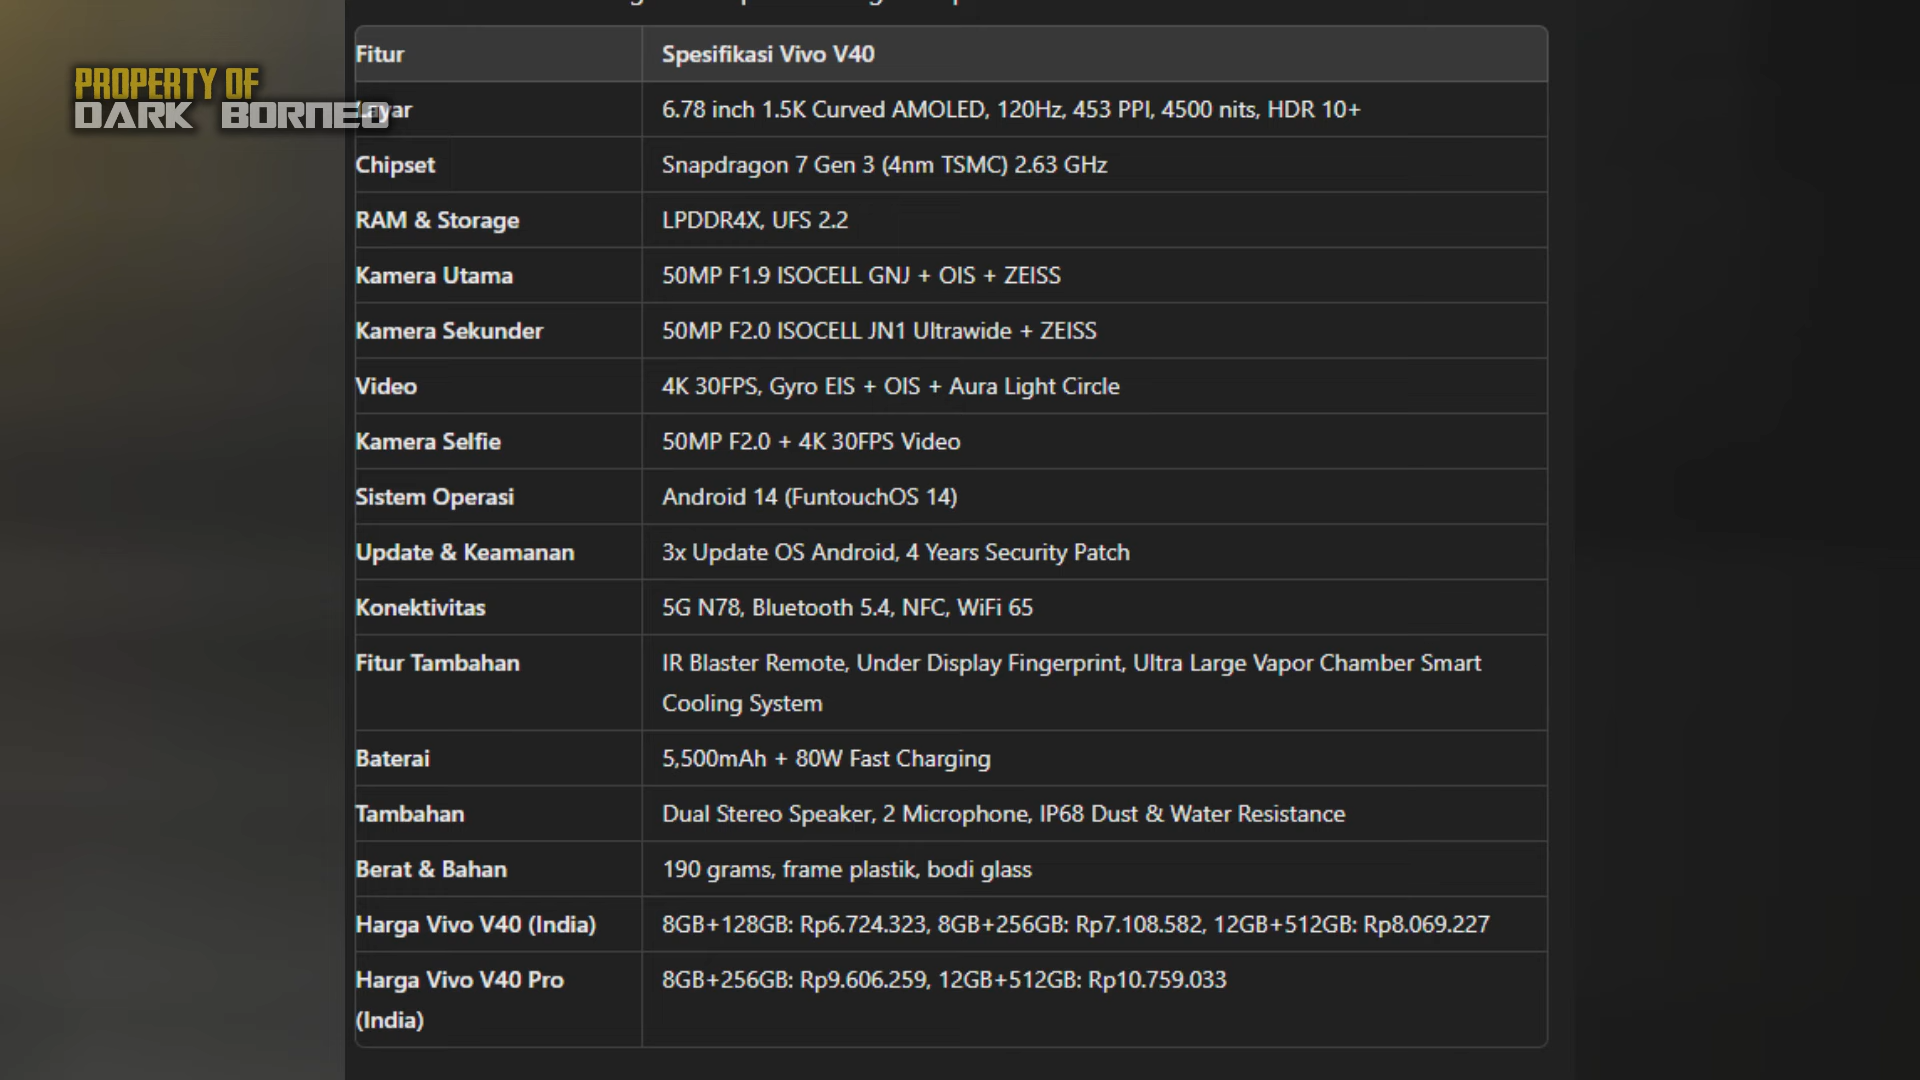 PROPERTY OF
DARK BORNEO
Fitur Spesifikasi Vivo V40
Layar 6.78 inch 1.5K Curved AMOLED, 120Hz, 453 PPI, 4500 nits, HDR 10+
Chipset Snapdragon 7 Gen 3 (4nm TSMC) 2.63 GHz
RAM & Storage LPDDR4X, UFS 2.2
Kamera Utama 50MP F1.9 ISOCELL GNJ + OIS + ZEISS
Kamera Sekunder 50MP F2.0 ISOCELL JN1 Ultrawide + ZEISS
Video 4K 30FPS, Gyro EIS + OIS + Aura Light Circle
Kamera Selfie 50MP F2.0 + 4K 30FPS Video
Sistem Operasi Android 14 (FuntouchOS 14)
Update & Keamanan 3x Update OS Android, 4 Years Security Patch
Konektivitas 5G N78, Bluetooth 5.4, NFC, WiFi 65
Fitur Tambahan IR Blaster Remote, Under Display Fingerprint, Ultra Large Vapor Chamber Smart
Cooling System
Baterai 5,500mAh + 80W Fast Charging
Tambahan Dual Stereo Speaker, 2 Microphone, IP68 Dust & Water Resistance
Berat & Bahan 190 grams, frame plastik, bodi glass
Harga Vivo V40 (India) 8GB+128GB: Rp6.724.323, 8GB+256GB: Rp7.108.582, 12GB+512GB: Rp8.069.227
Harga Vivo V40 Pro 8GB+256GB: Rp9.606.259, 12GB+512GB: Rp10.759.033
(India)